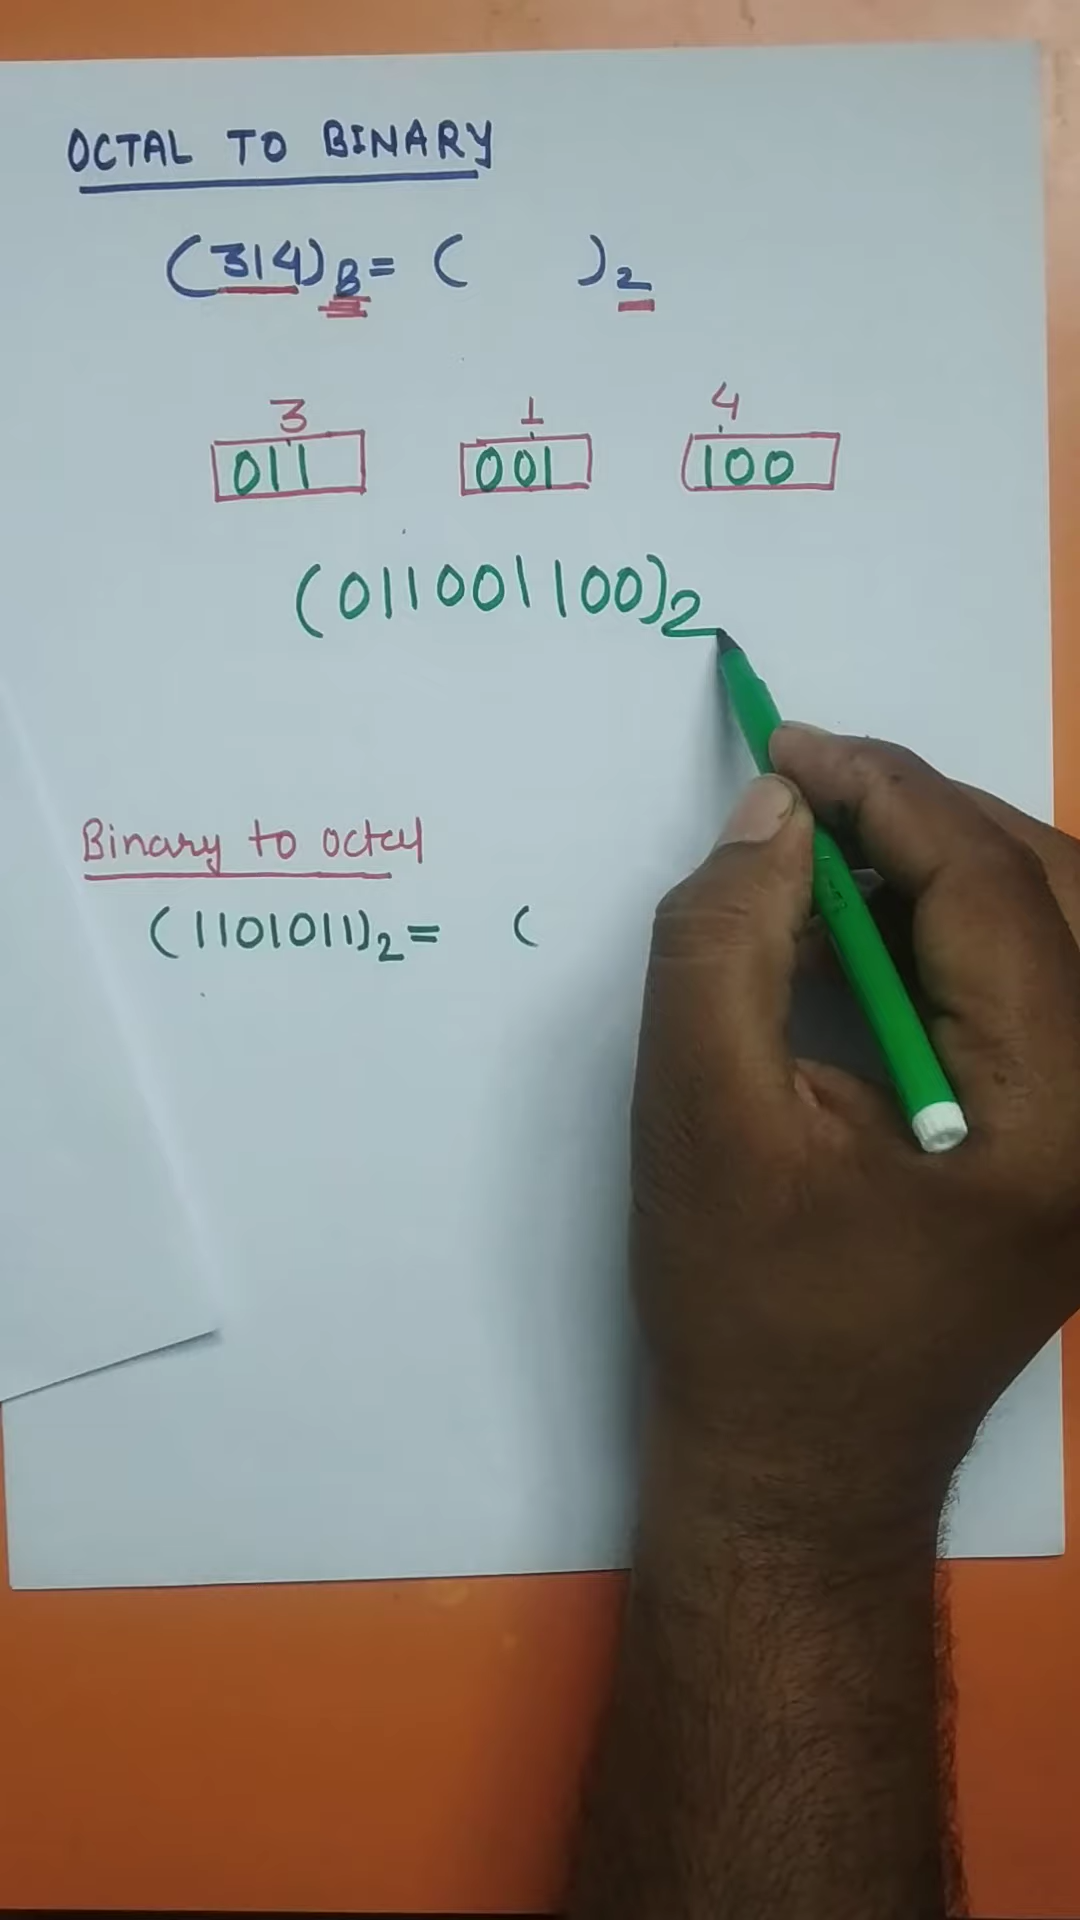 OCTAL TO BINARY
(314)8 = ( )2
3 1 4
011 001 100
(011001100)2
Binary to octal
(1101011)2 = (